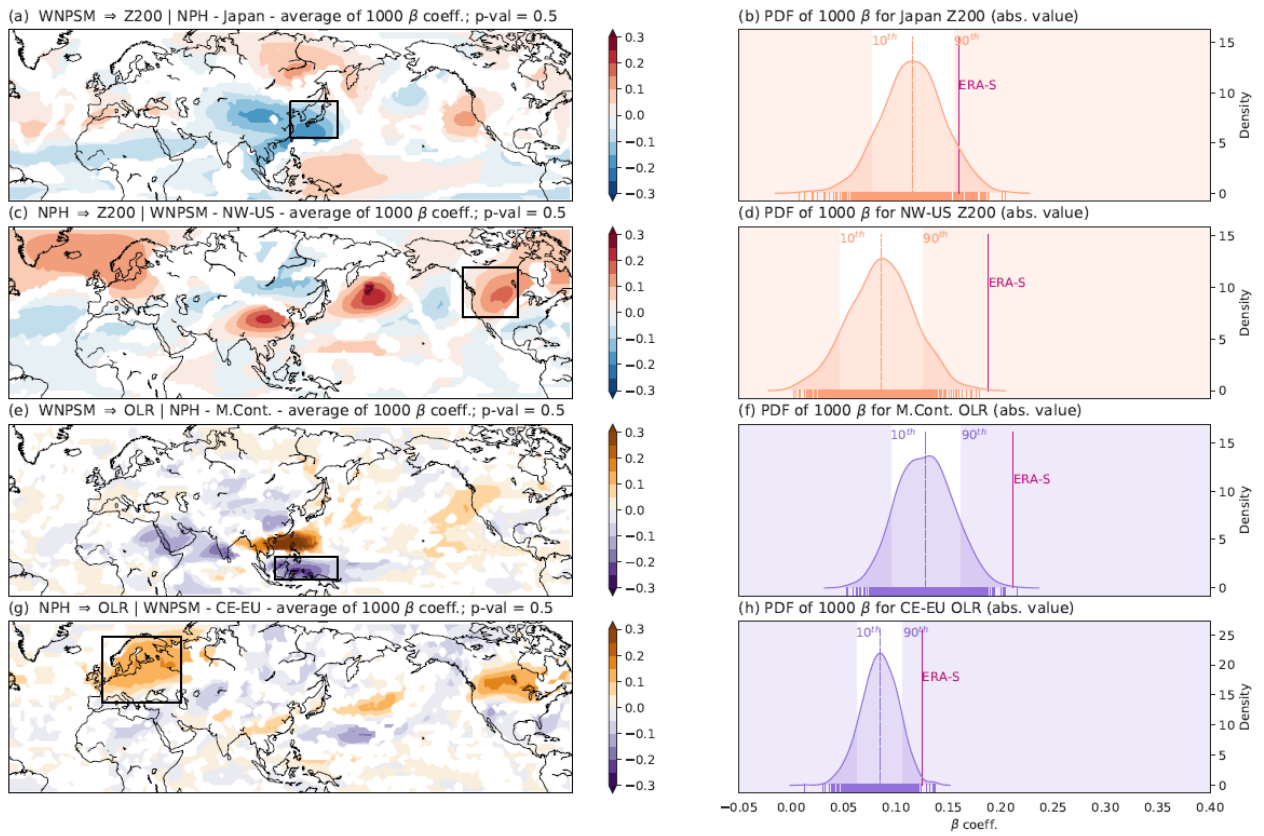 (a) WNPSM ⇒ Z200 | NPH - Japan - average of 1000 β coeff.; p-val = 0.5
0.3
0.2
0.1
0.0
−0.1
−0.2
−0.3
(b) PDF of 1000 β for Japan Z200 (abs. value)
10th
90th
ERA-S
15
10
5
0
Density
(c) NPH ⇒ Z200 | WNPSM - NW-US - average of 1000 β coeff.; p-val = 0.5
0.3
0.2
0.1
0.0
−0.1
−0.2
−0.3
(d) PDF of 1000 β for NW-US Z200 (abs. value)
10th
90th
ERA-S
15
10
5
0
Density
(e) WNPSM ⇒ OLR | NPH - M.Cont. - average of 1000 β coeff.; p-val = 0.5
0.3
0.2
0.1
0.0
−0.1
−0.2
−0.3
(f) PDF of 1000 β for M.Cont. OLR (abs. value)
10th
90th
ERA-S
15
10
5
0
Density
(g) NPH ⇒ OLR | WNPSM - CE-EU - average of 1000 β coeff.; p-val = 0.5
0.3
0.2
0.1
0.0
−0.1
−0.2
−0.3
(h) PDF of 1000 β for CE-EU OLR (abs. value)
10th
90th
ERA-S
25
20
15
10
5
0
Density
−0.05 0.00 0.05 0.10 0.15 0.20 0.25 0.30 0.35 0.40
β coeff.